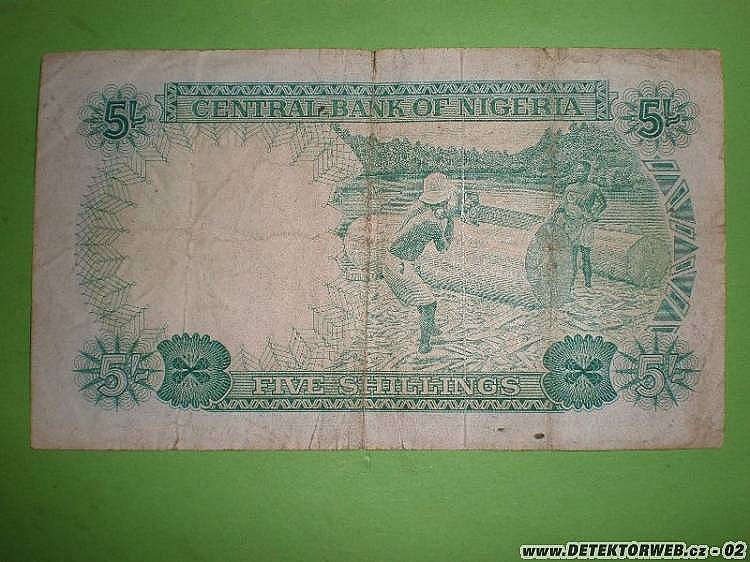 5/- CENTRAL BANK OF NIGERIA 5/-
5/- FIVE SHILLINGS 5/-
www.DETEKTORWEB.cz - 02